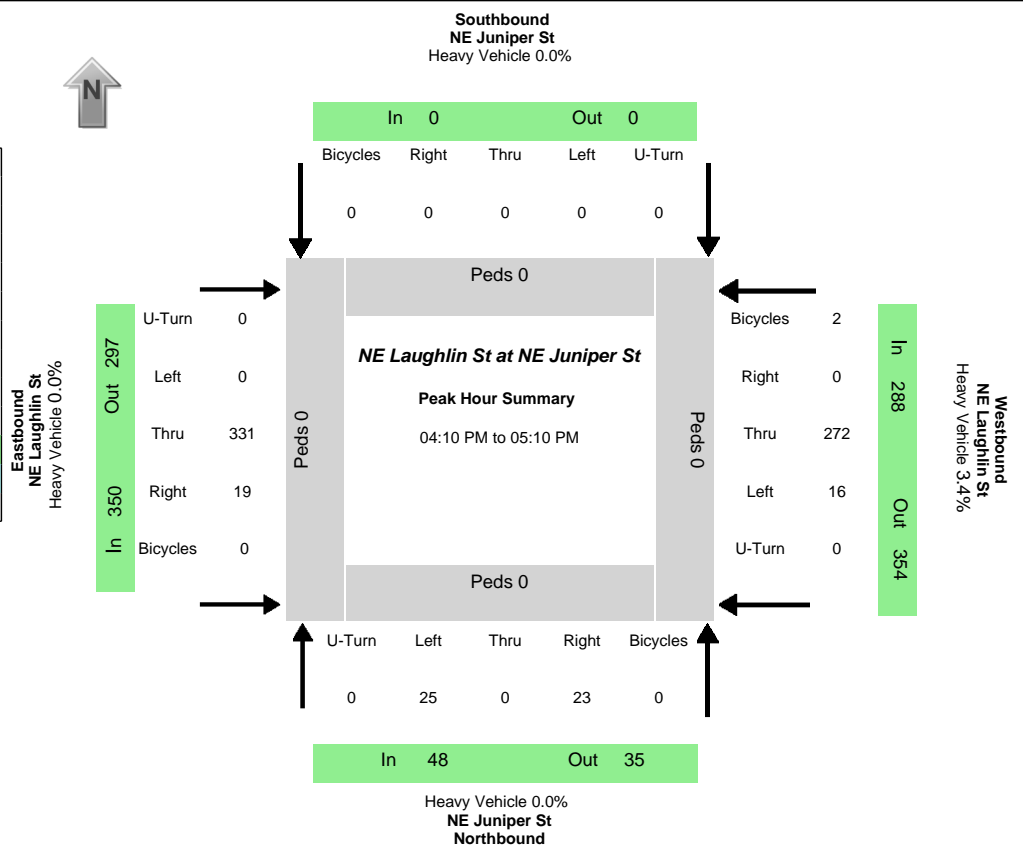 Southbound
NE Juniper St
Heavy Vehicle 0.0%
N
In 0 Out 0
Bicycles Right Thru Left U-Turn
0 0 0 0 0
Peds 0
Eastbound
NE Laughlin St
Heavy Vehicle 0.0%
In 350 Out 297
U-Turn 0
Left 0
Thru 331
Right 19
Bicycles 0
Peds 0
NE Laughlin St at NE Juniper St
Peak Hour Summary
04:10 PM to 05:10 PM
Peds 0
Bicycles 2
Right 0
Thru 272
Left 16
U-Turn 0
In 288 Out 354
Westbound
NE Laughlin St
Heavy Vehicle 3.4%
Peds 0
U-Turn Left Thru Right Bicycles
0 25 0 23 0
In 48 Out 35
Heavy Vehicle 0.0%
NE Juniper St
Northbound